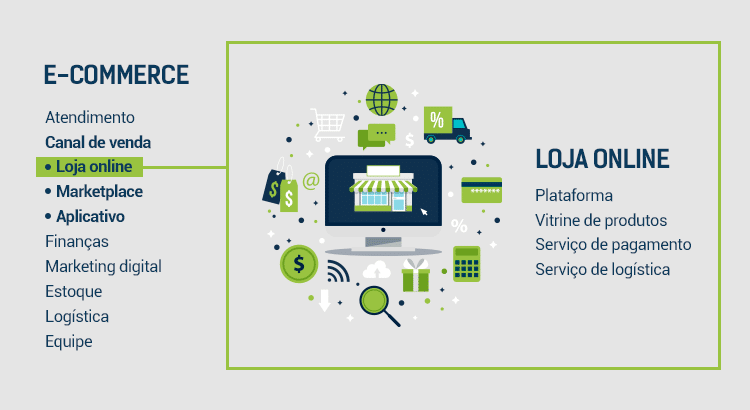 E-COMMERCE
Atendimento
Canal de venda
• Loja online
• Marketplace
• Aplicativo
Finanças
Marketing digital
Estoque
Logística
Equipe
%
$
@
$
$
%
$
LOJA ONLINE
Plataforma
Vitrine de produtos
Serviço de pagamento
Serviço de logística